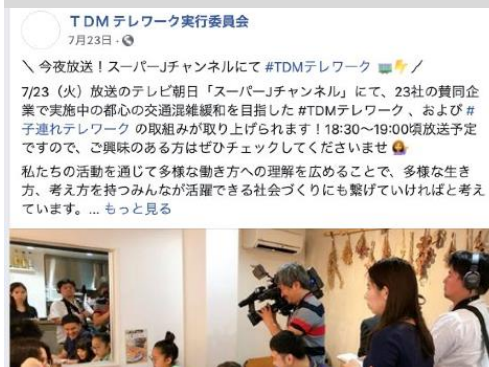 TDM テレワーク実行委員会
7月23日 ·
＼ 今夜放送！スーパーJチャンネルにて #TDMテレワーク ／
7/23（火）放送のテレビ朝日「スーパーJチャンネル」にて、23社の賛同企
業で実施中の都心の交通混雑緩和を目指した #TDMテレワーク 、および #
子連れテレワーク の取組みが取り上げられます！18:30〜19:00頃放送予定
ですので、ご興味のある方はぜひチェックしてくださいませ
私たちの活動を通じて多様な働き方への理解を広めることで、多様な生き
方、考え方を持つみんなが活躍できる社会づくりにも繋げていければと考え
ています。... もっと見る